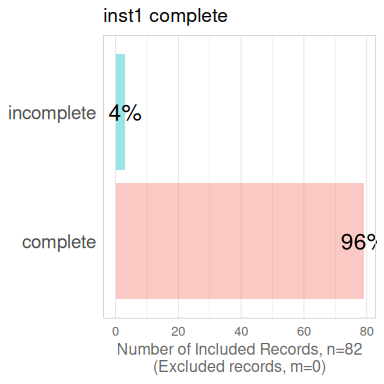 inst1 complete
incomplete
4%
complete
96%
0 20 40 60 80
Number of Included Records, n=82
(Excluded records, m=0)